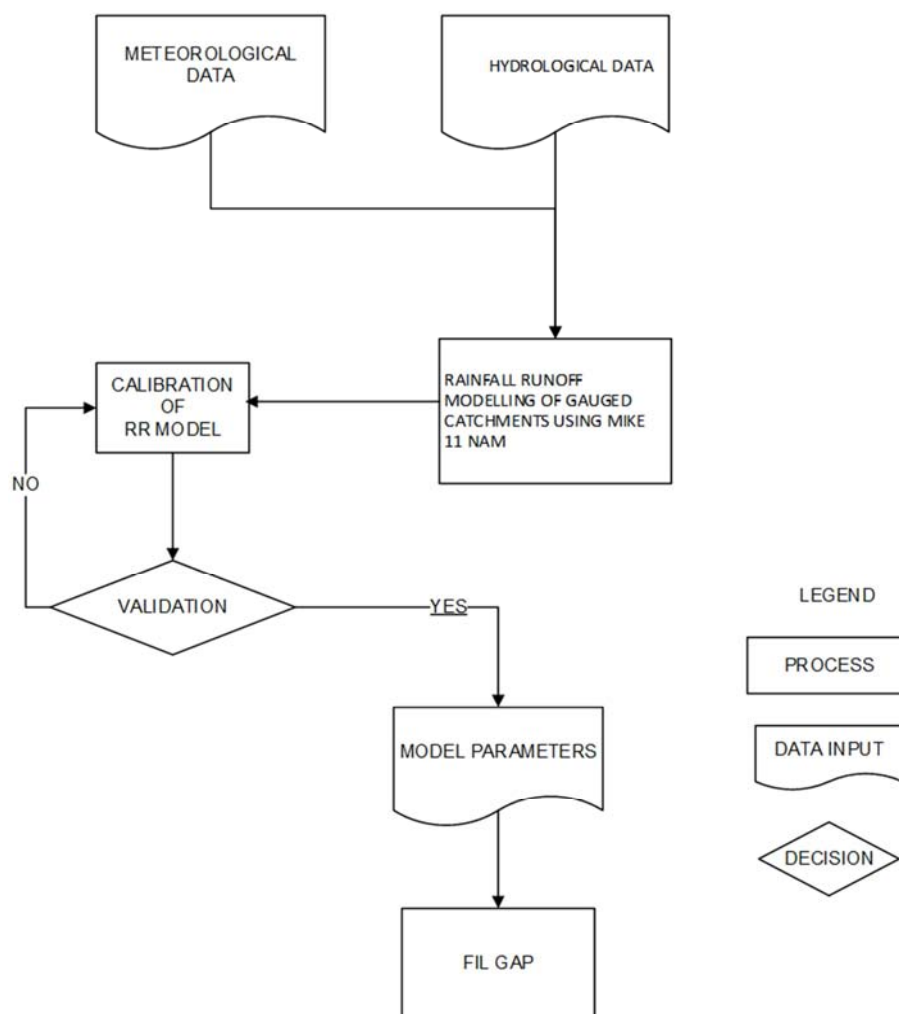 METEOROLOGICAL
DATA
HYDROLOGICAL DATA
RAINFALL RUNOFF
MODELLING OF GAUGED
CATCHMENTS USING MIKE
11 NAM
CALIBRATION
OF
RR MODEL
NO
VALIDATION
YES
MODEL PARAMETERS
FIL GAP
LEGEND
PROCESS
DATA INPUT
DECISION